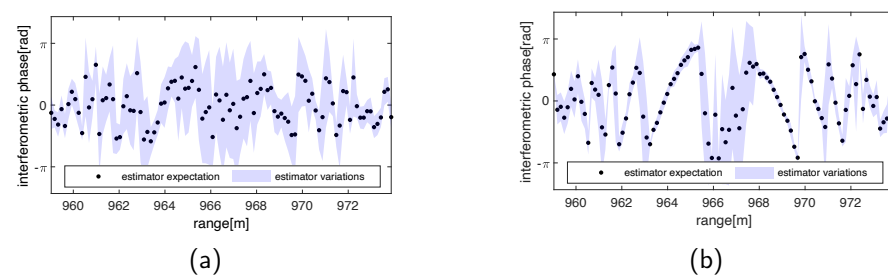 interferometric phase[rad]
π
0
-π
estimator expectation estimator variations
960 962 964 966 968 970 972
range[m]
(a)
interferometric phase[rad]
π
0
-π
estimator expectation estimator variations
960 962 964 966 968 970 972
range[m]
(b)